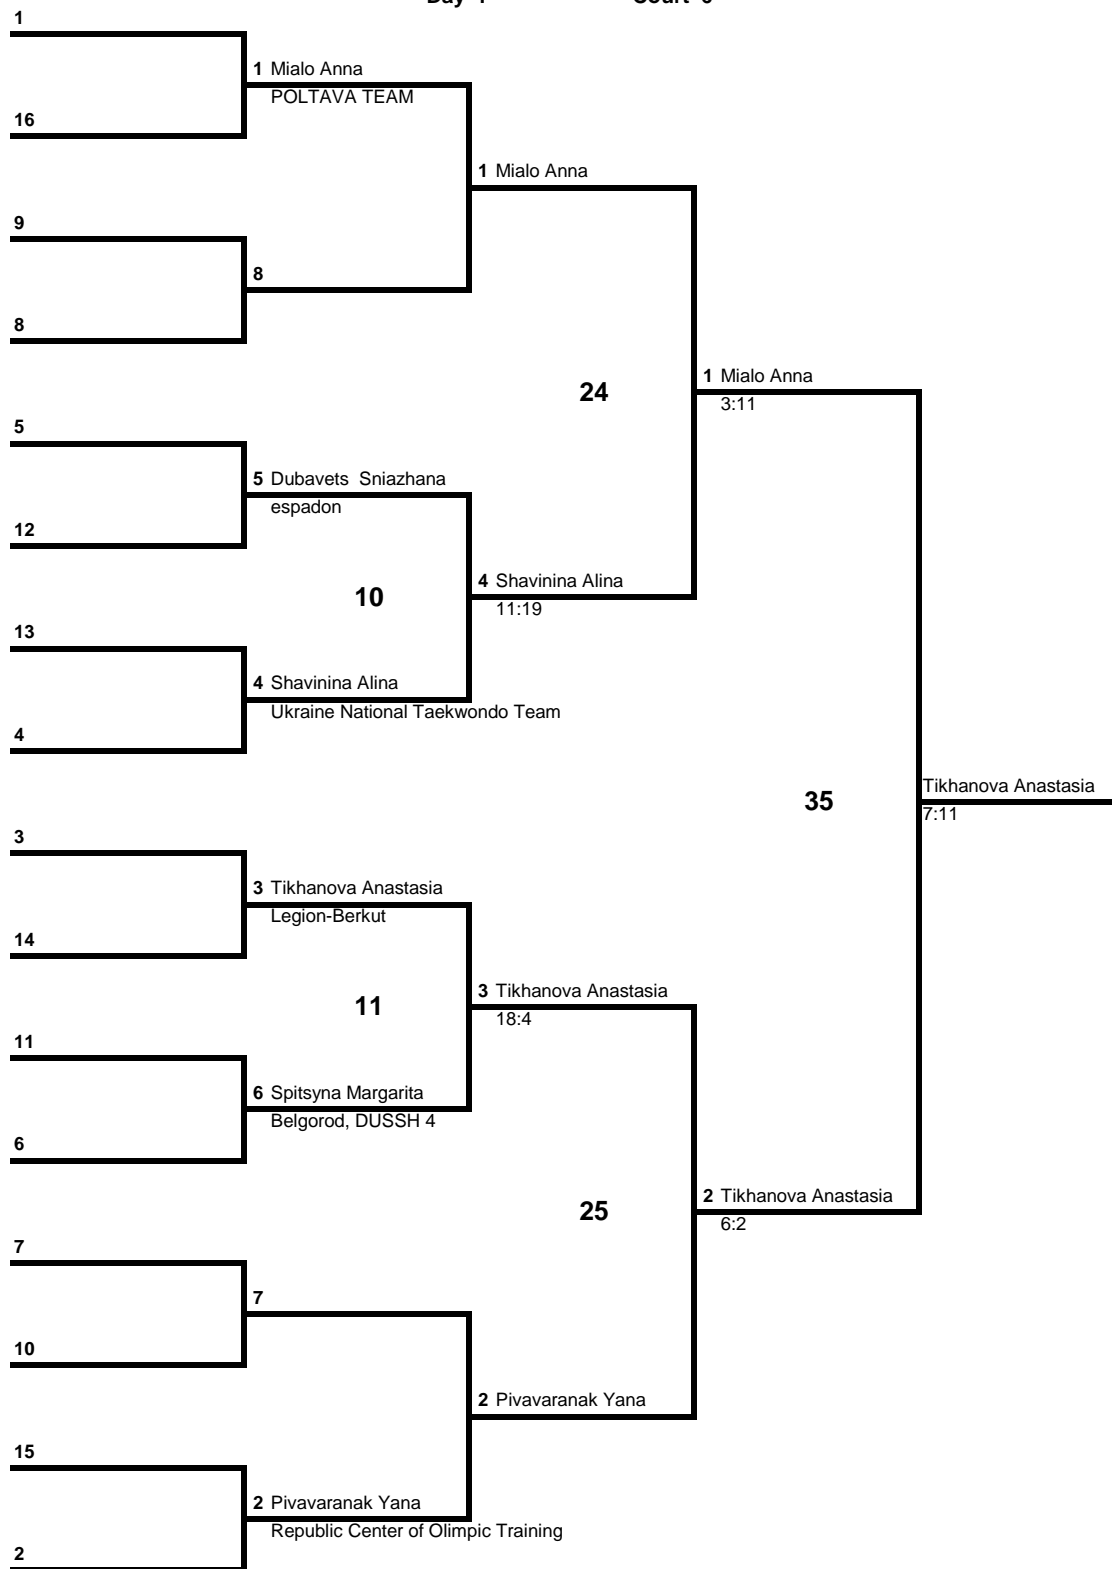 1
1 Mialo Anna
POLTAVA TEAM
16
1 Mialo Anna
9
8
8
1 Mialo Anna
24
3:11
5
5 Dubavets  Sniazhana
espadon
12
4 Shavinina Alina
10
11:19
13
4 Shavinina Alina
Ukraine National Taekwondo Team
4
Tikhanova Anastasia
35
7:11
3
3 Tikhanova Anastasia
Legion-Berkut
14
3 Tikhanova Anastasia
11
18:4
11
6 Spitsyna Margarita
Belgorod, DUSSH 4
6
2 Tikhanova Anastasia
25
6:2
7
7
10
2 Pivavaranak Yana
15
2 Pivavaranak Yana
Republic Center of Olimpic Training
2